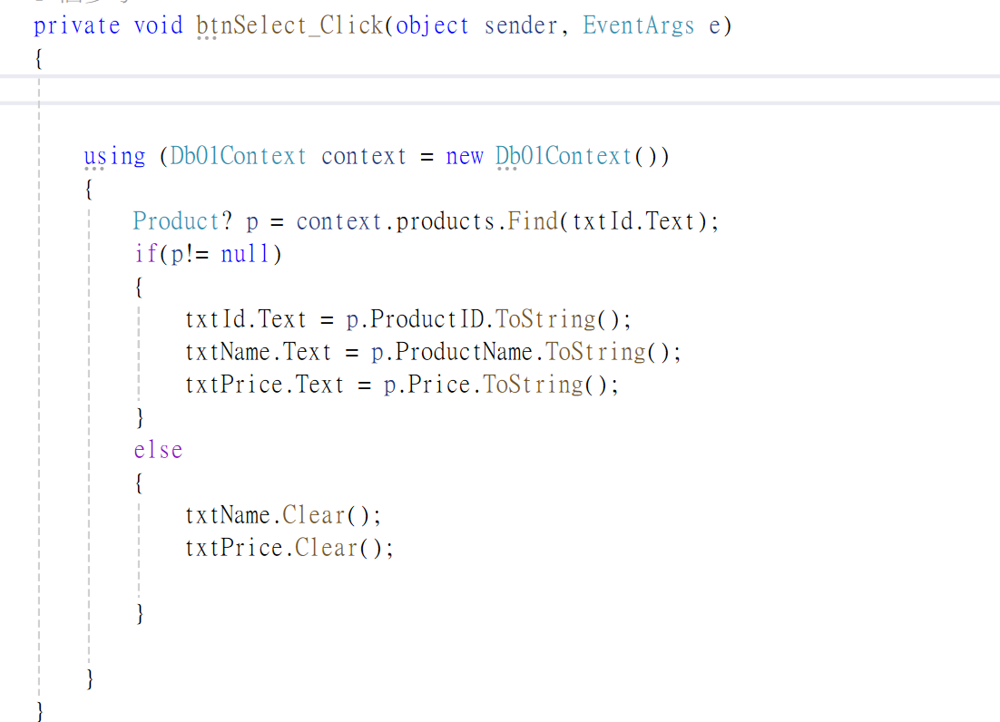 private void btnSelect_Click(object sender, EventArgs e)
{
using (Db01Context context = new Db01Context())
{
Product? p = context.products.Find(txtId.Text);
if(p!= null)
{
txtId.Text = p.ProductID.ToString();
txtName.Text = p.ProductName.ToString();
txtPrice.Text = p.Price.ToString();
}
else
{
txtName.Clear();
txtPrice.Clear();
}
}
}